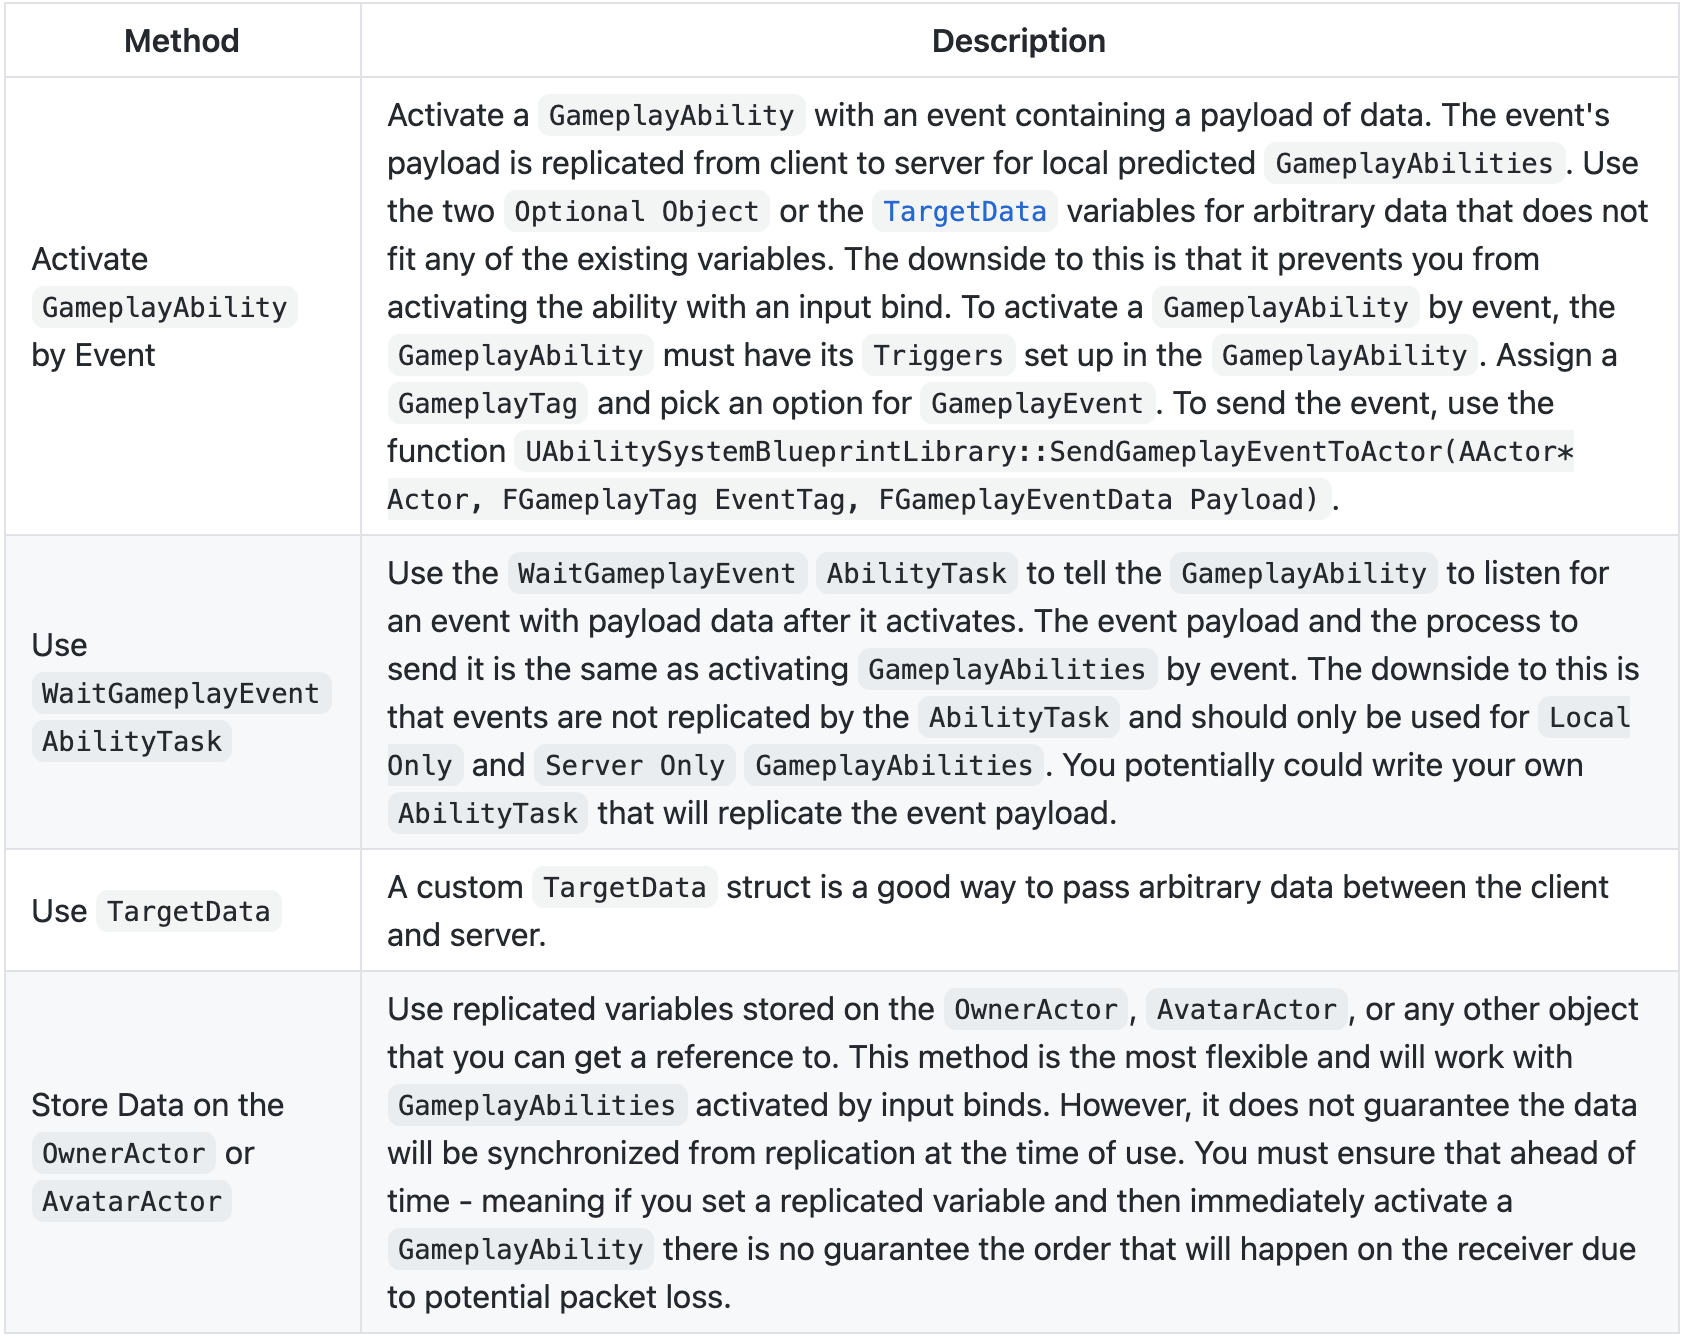 Method
Description
Activate
GameplayAbility
by Event
Activate a GameplayAbility with an event containing a payload of data. The event's
payload is replicated from client to server for local predicted GameplayAbilities. Use
the two Optional Object or the TargetData variables for arbitrary data that does not
fit any of the existing variables. The downside to this is that it prevents you from
activating the ability with an input bind. To activate a GameplayAbility by event, the
GameplayAbility must have its Triggers set up in the GameplayAbility. Assign a
GameplayTag and pick an option for GameplayEvent. To send the event, use the
function UAbilitySystemBlueprintLibrary::SendGameplayEventToActor(AActor*
Actor, FGameplayTag EventTag, FGameplayEventData Payload).
Use
WaitGameplayEvent
AbilityTask
Use the WaitGameplayEvent AbilityTask to tell the GameplayAbility to listen for
an event with payload data after it activates. The event payload and the process to
send it is the same as activating GameplayAbilities by event. The downside to this is
that events are not replicated by the AbilityTask and should only be used for Local
Only and Server Only GameplayAbilities. You potentially could write your own
AbilityTask that will replicate the event payload.
Use TargetData
A custom TargetData struct is a good way to pass arbitrary data between the client
and server.
Store Data on the
OwnerActor or
AvatarActor
Use replicated variables stored on the OwnerActor, AvatarActor, or any other object
that you can get a reference to. This method is the most flexible and will work with
GameplayAbilities activated by input binds. However, it does not guarantee the data
will be synchronized from replication at the time of use. You must ensure that ahead of
time - meaning if you set a replicated variable and then immediately activate a
GameplayAbility there is no guarantee the order that will happen on the receiver due
to potential packet loss.